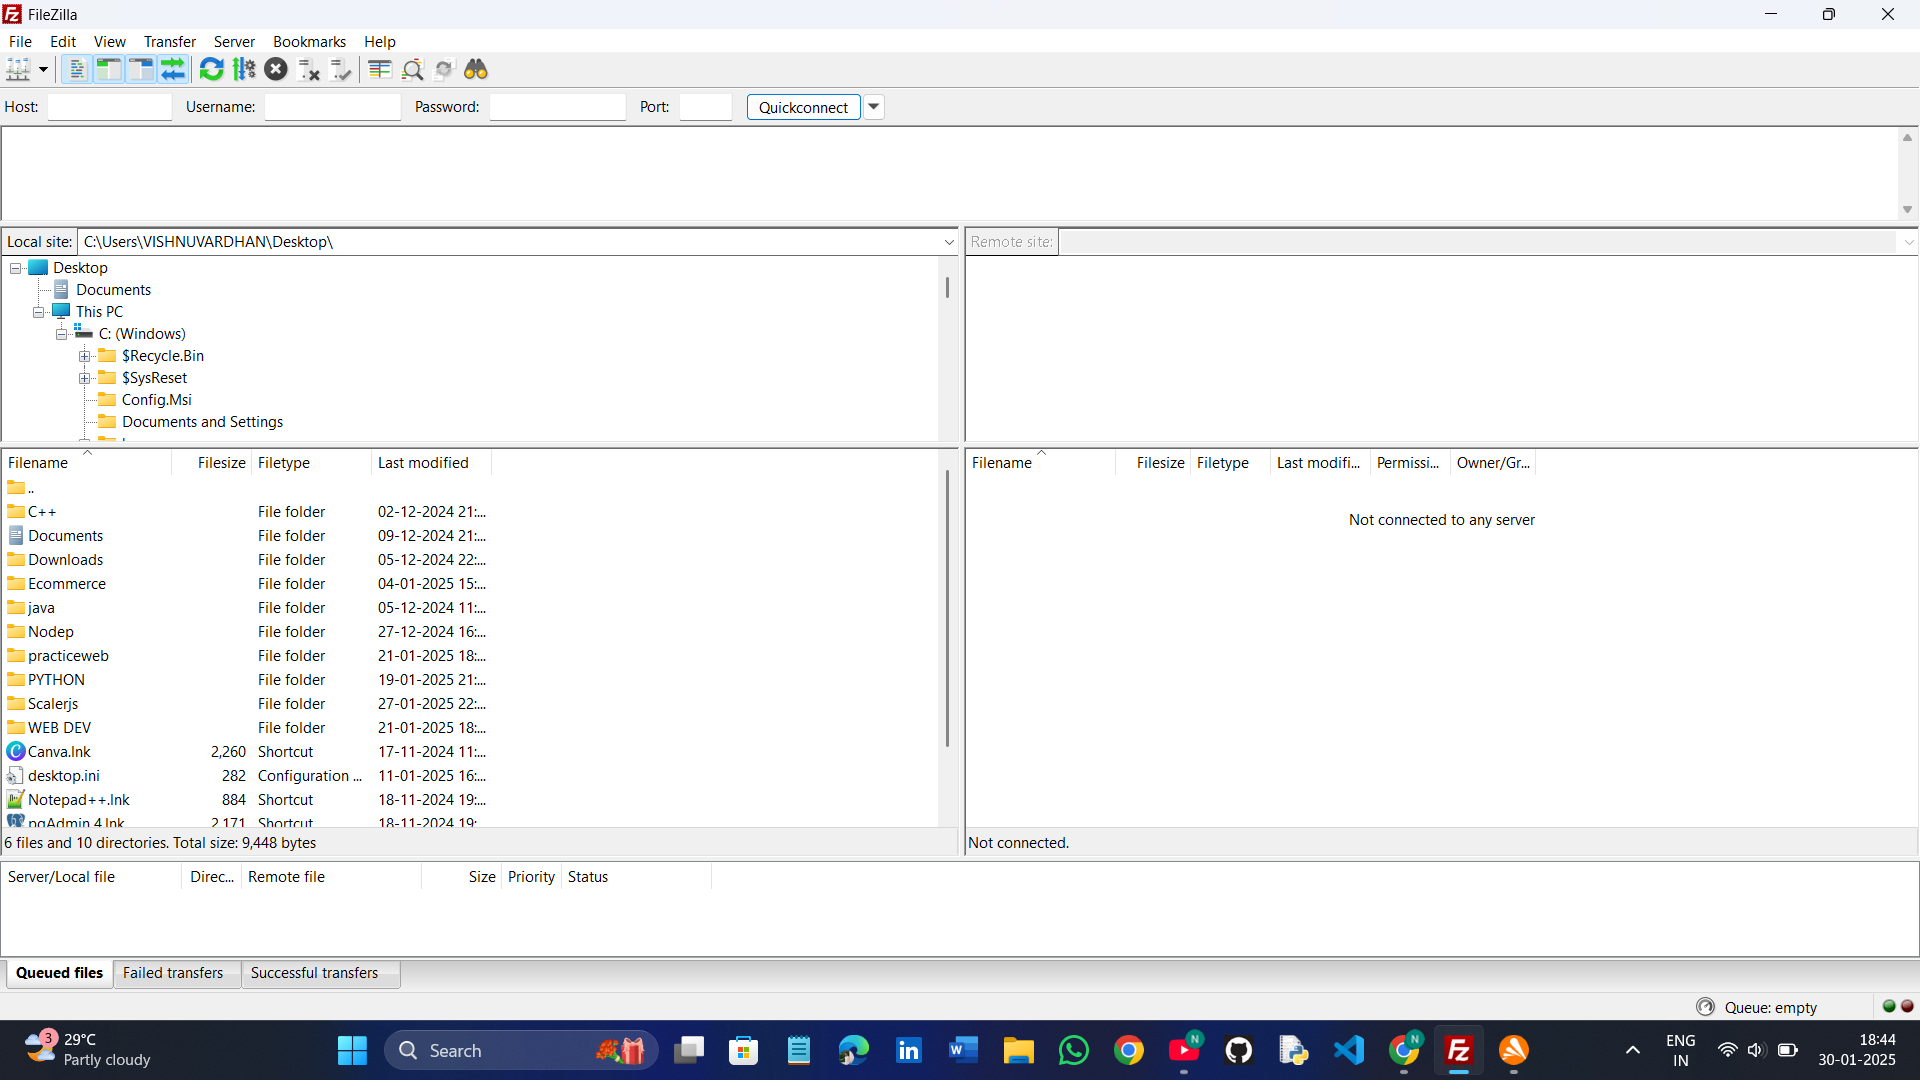 FileZilla
File Edit View Transfer Server Bookmarks Help
Host: Username: Password: Port: Quickconnect
Local site: C:\Users\VISHNUVARDHAN\Desktop\
Remote site:
Desktop
Documents
This PC
C: (Windows)
$Recycle.Bin
$SysReset
Config.Msi
Documents and Settings
Filename Filesize Filetype Last modified
..
C++ File folder 02-12-2024 21:...
Documents File folder 09-12-2024 21:...
Downloads File folder 05-12-2024 22:...
Ecommerce File folder 04-01-2025 15:...
java File folder 05-12-2024 11:...
Nodep File folder 27-12-2024 16:...
practiceweb File folder 21-01-2025 18:...
PYTHON File folder 19-01-2025 21:...
Scalerjs File folder 27-01-2025 22:...
WEB DEV File folder 21-01-2025 18:...
Canva.lnk 2,260 Shortcut 17-11-2024 11:...
desktop.ini 282 Configuration ... 11-01-2025 16:...
Notepad++.lnk 884 Shortcut 18-11-2024 19:...
pgAdmin 4.lnk 2,171 Shortcut 18-11-2024 19:
6 files and 10 directories. Total size: 9,448 bytes
Filename Filesize Filetype Last modifi... Permissi... Owner/Gr...
Not connected to any server
Not connected.
Server/Local file Direc... Remote file Size Priority Status
Queued files Failed transfers Successful transfers
Queue: empty
3
29°C
Partly cloudy
Search
N
N
ENG
IN
18:44
30-01-2025